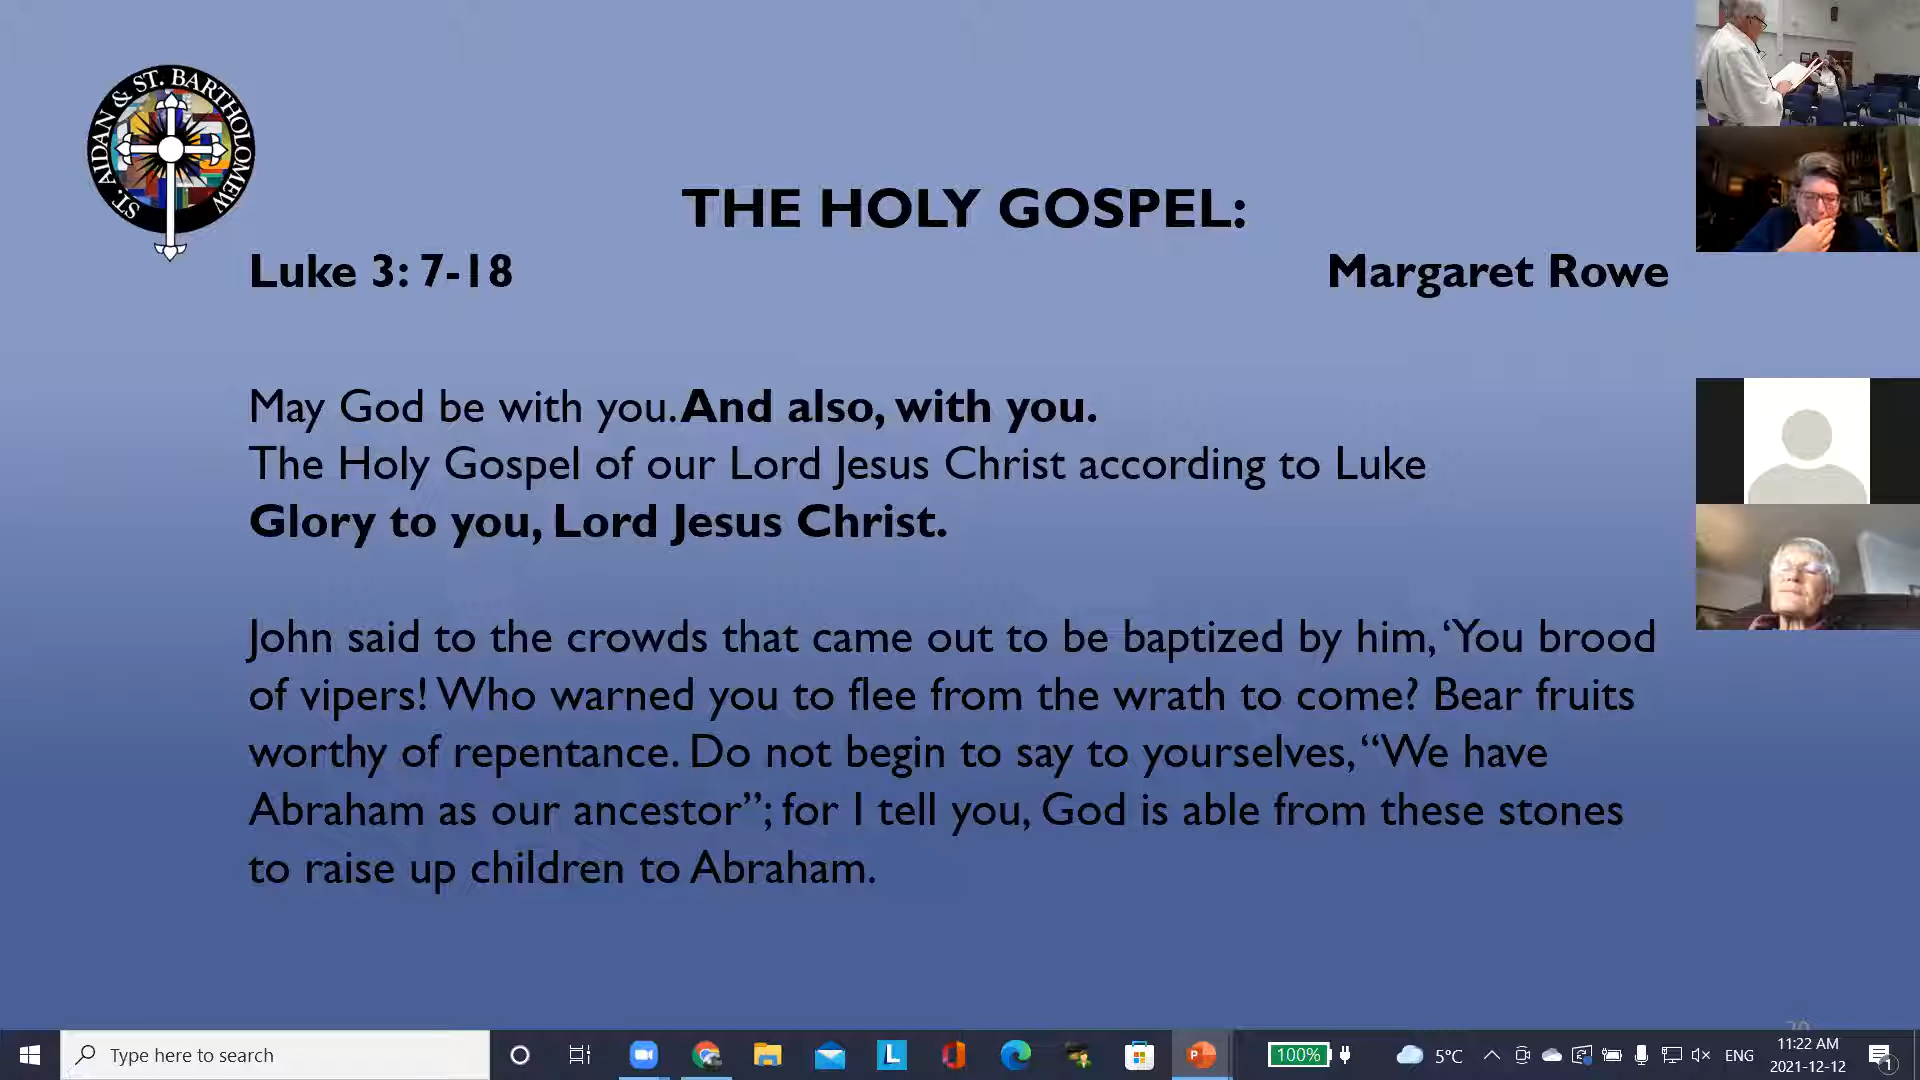 ST. AIDAN & ST. BARTHOLOMEW
THE HOLY GOSPEL:
Luke 3: 7-18
Margaret Rowe
May God be with you. And also, with you.
The Holy Gospel of our Lord Jesus Christ according to Luke
Glory to you, Lord Jesus Christ.
John said to the crowds that came out to be baptized by him, ‘You brood
of vipers! Who warned you to flee from the wrath to come? Bear fruits
worthy of repentance. Do not begin to say to yourselves, “We have
Abraham as our ancestor”; for I tell you, God is able from these stones
to raise up children to Abraham.
Type here to search
L
P
100%
5°C
ENG
11:22 AM
2021-12-12
1